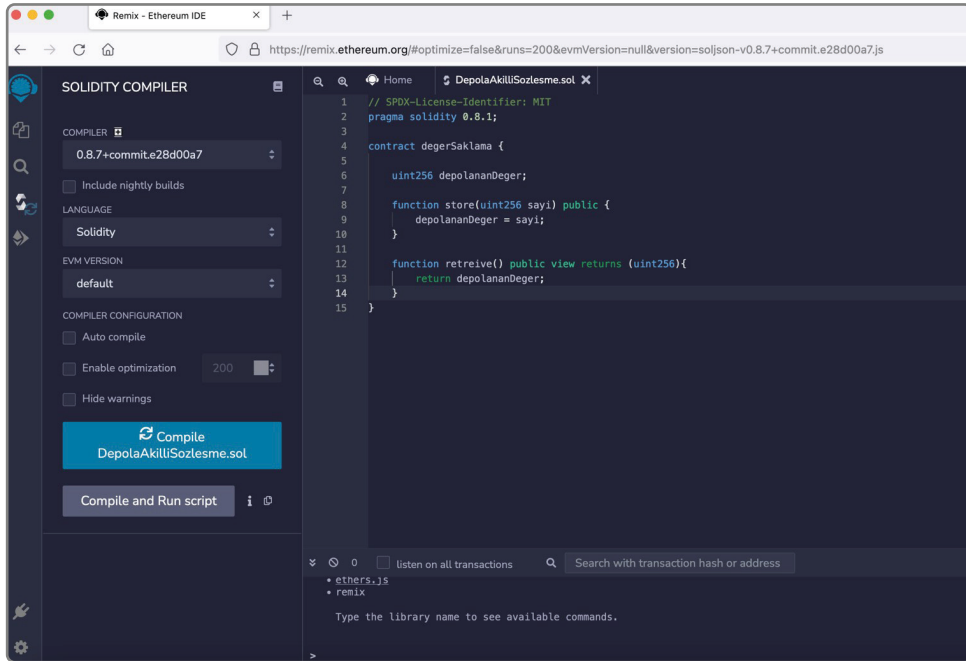 Remix - Ethereum IDE
https://remix.ethereum.org/#optimize=false&runs=200&evmVersion=null&version=soljson-v0.8.7+commit.e28d00a7.js
SOLIDITY COMPILER
COMPILER
0.8.7+commit.e28d00a7
Include nightly builds
LANGUAGE
Solidity
EVM VERSION
default
COMPILER CONFIGURATION
Auto compile
Enable optimization 200
Hide warnings
Compile
DepolaAkilliSozlesme.sol
Compile and Run script
Home DepolaAkilliSozlesme.sol
1 // SPDX-License-Identifier: MIT
2 pragma solidity 0.8.1;
3
4 contract degerSaklama {
5
6 uint256 depolananDeger;
7
8 function store(uint256 sayi) public {
9 depolananDeger = sayi;
10 }
11
12 function retreive() public view returns (uint256){
13 return depolananDeger;
14 }
15 }
0 listen on all transactions Search with transaction hash or address
• ethers.js
• remix
Type the library name to see available commands.
>